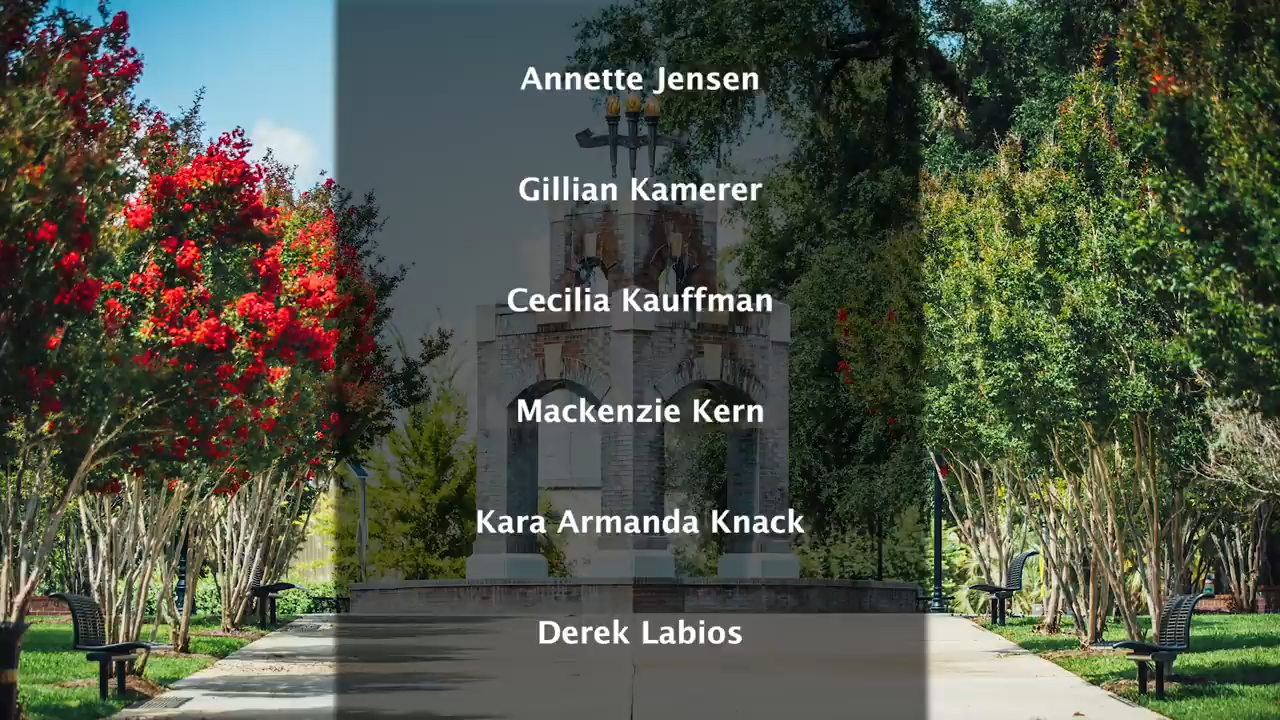 Annette Jensen
Gillian Kamerer
Cecilia Kauffman
Mackenzie Kern
Kara Armanda Knack
Derek Labios